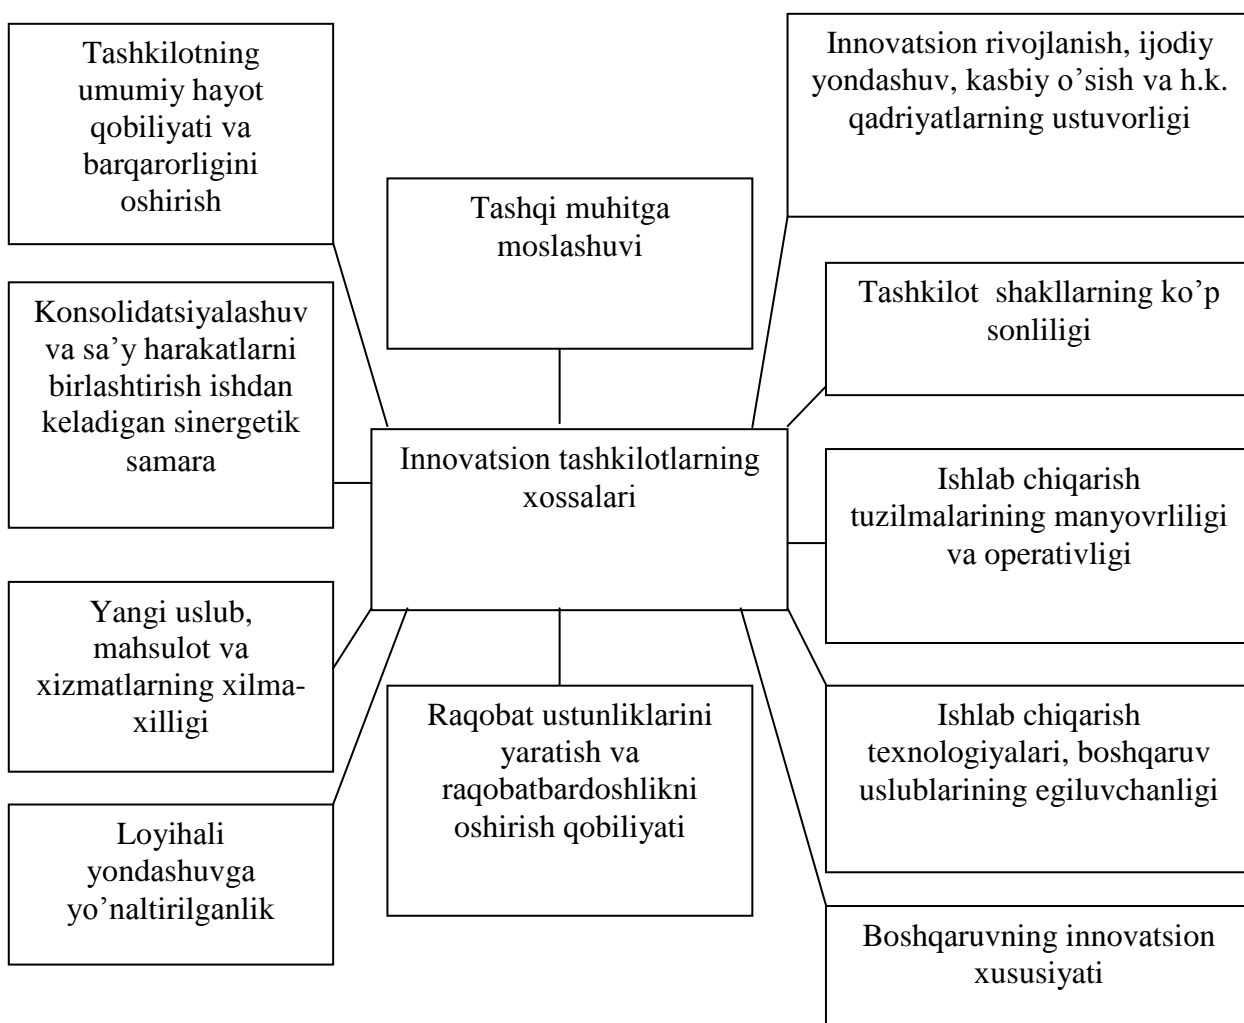 Tashkilotning
umumiy hayot
qobiliyati va
barqarorligini
oshirish
Innovatsion rivojlanish, ijodiy
yondashuv, kasbiy o’sish va h.k.
qadriyatlarning ustuvorligi
Tashqi muhitga
moslashuvi
Tashkilot  shakllarning ko’p
sonliligi
Konsolidatsiyalashuv
va sa’y harakatlarni
birlashtirish ishdan
keladigan sinergetik
samara
Innovatsion tashkilotlarning
xossalari
Ishlab chiqarish
tuzilmalarining manyovrliligi
va operativligi
Yangi uslub,
mahsulot va
xizmatlarning xilma-
xilligi
Raqobat ustunliklarini
yaratish va
raqobatbardoshlikni
oshirish qobiliyati
Ishlab chiqarish
texnologiyalari, boshqaruv
uslublarining egiluvchanligi
Loyihali
yondashuvga
yo’naltirilganlik
Boshqaruvning innovatsion
xususiyati